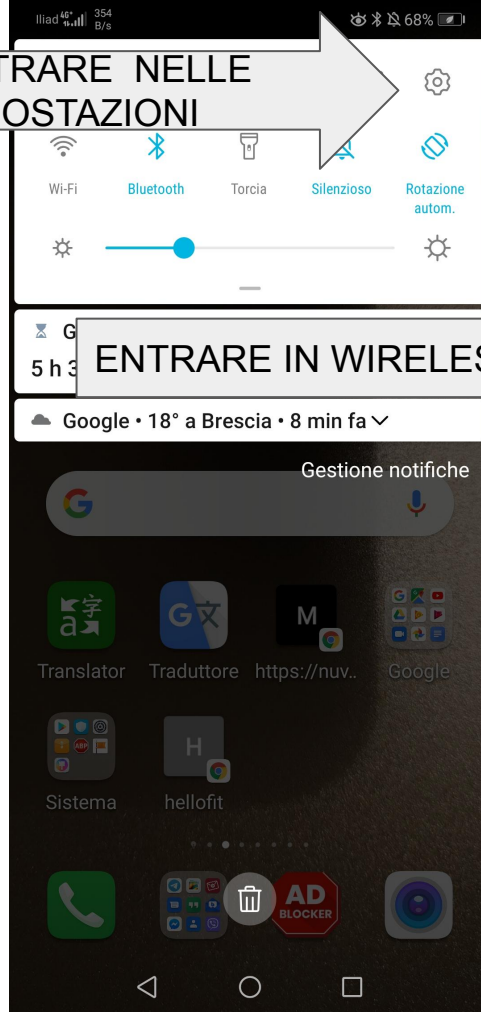 Iliad 4G+ 354
B/s
68%
TRARE NELLE
OSTAZIONI
Wi-Fi
Bluetooth
Torcia
Silenzioso
Rotazione
autom.
G
5 h 3
ENTRARE IN WIRELES
Google • 18° a Brescia • 8 min fa
Gestione notifiche
Translator
Traduttore
M
https://nuv..
Google
Sistema
H
hellofit
AD
BLOCKER